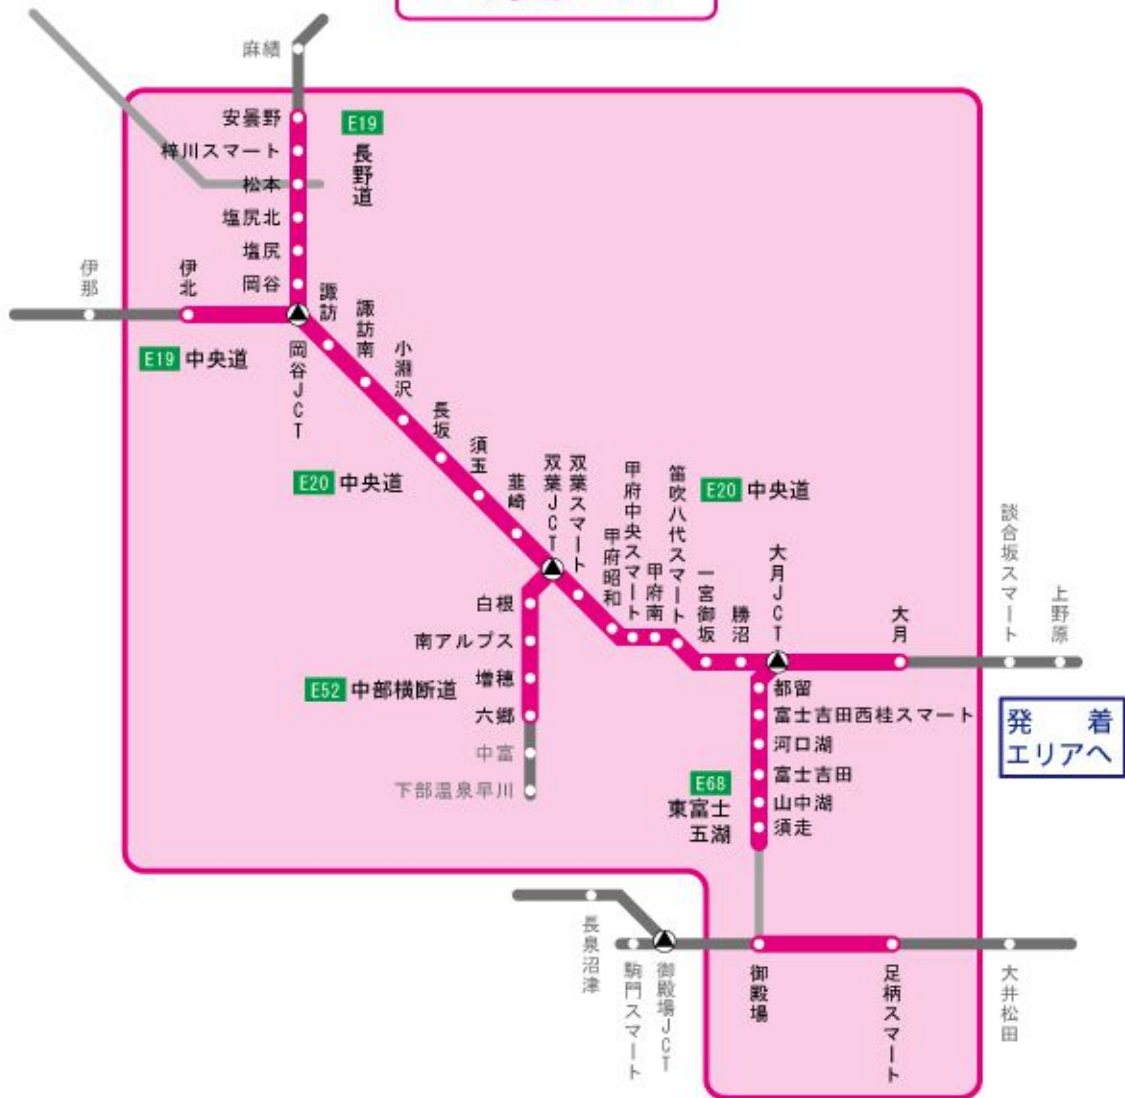 麻績
安曇野
E19
長野道
梓川スマート
松本
塩尻北
塩尻
岡谷
伊那
伊北
E19 中央道
岡谷JCT
諏訪
諏訪南
小淵沢
長坂
須玉
韮崎
E20 中央道
双葉JCT
双葉スマート
甲府昭和
甲府中央スマート
甲府南
笛吹八代スマート
E20 中央道
一宮御坂
勝沼
大月JCT
大月
談合坂スマート
上野原
白根
南アルプス
E52 中部横断道
増穂
六郷
中富
下部温泉早川
都留
富士吉田西桂スマート
河口湖
富士吉田
山中湖
須走
E68
東富士
五湖
発 着
エリアへ
長泉沼津
駒門スマート
御殿場JCT
御殿場
足柄スマート
大井松田